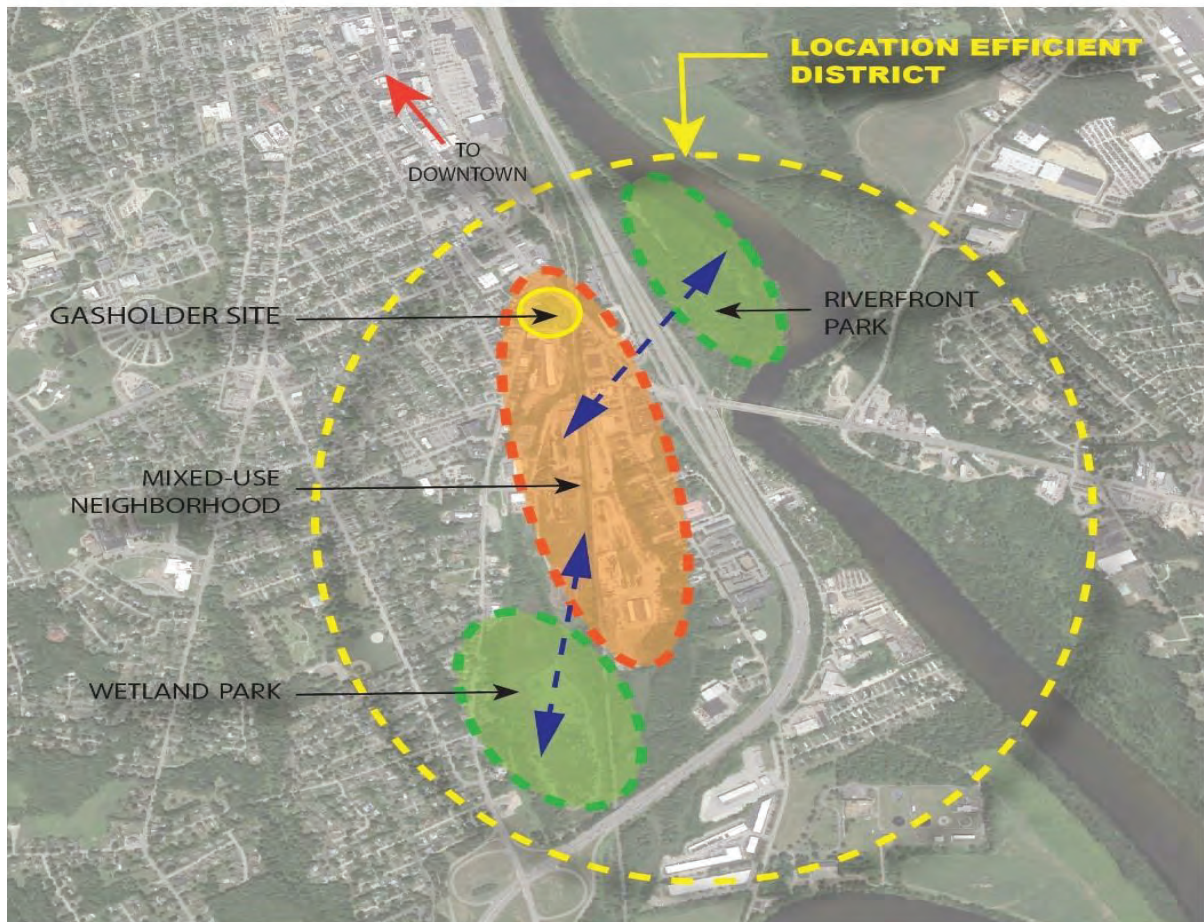 LOCATION EFFICIENT
DISTRICT
TO
DOWNTOWN
GASHOLDER SITE
RIVERFRONT
PARK
MIXED-USE
NEIGHBORHOOD
WETLAND PARK